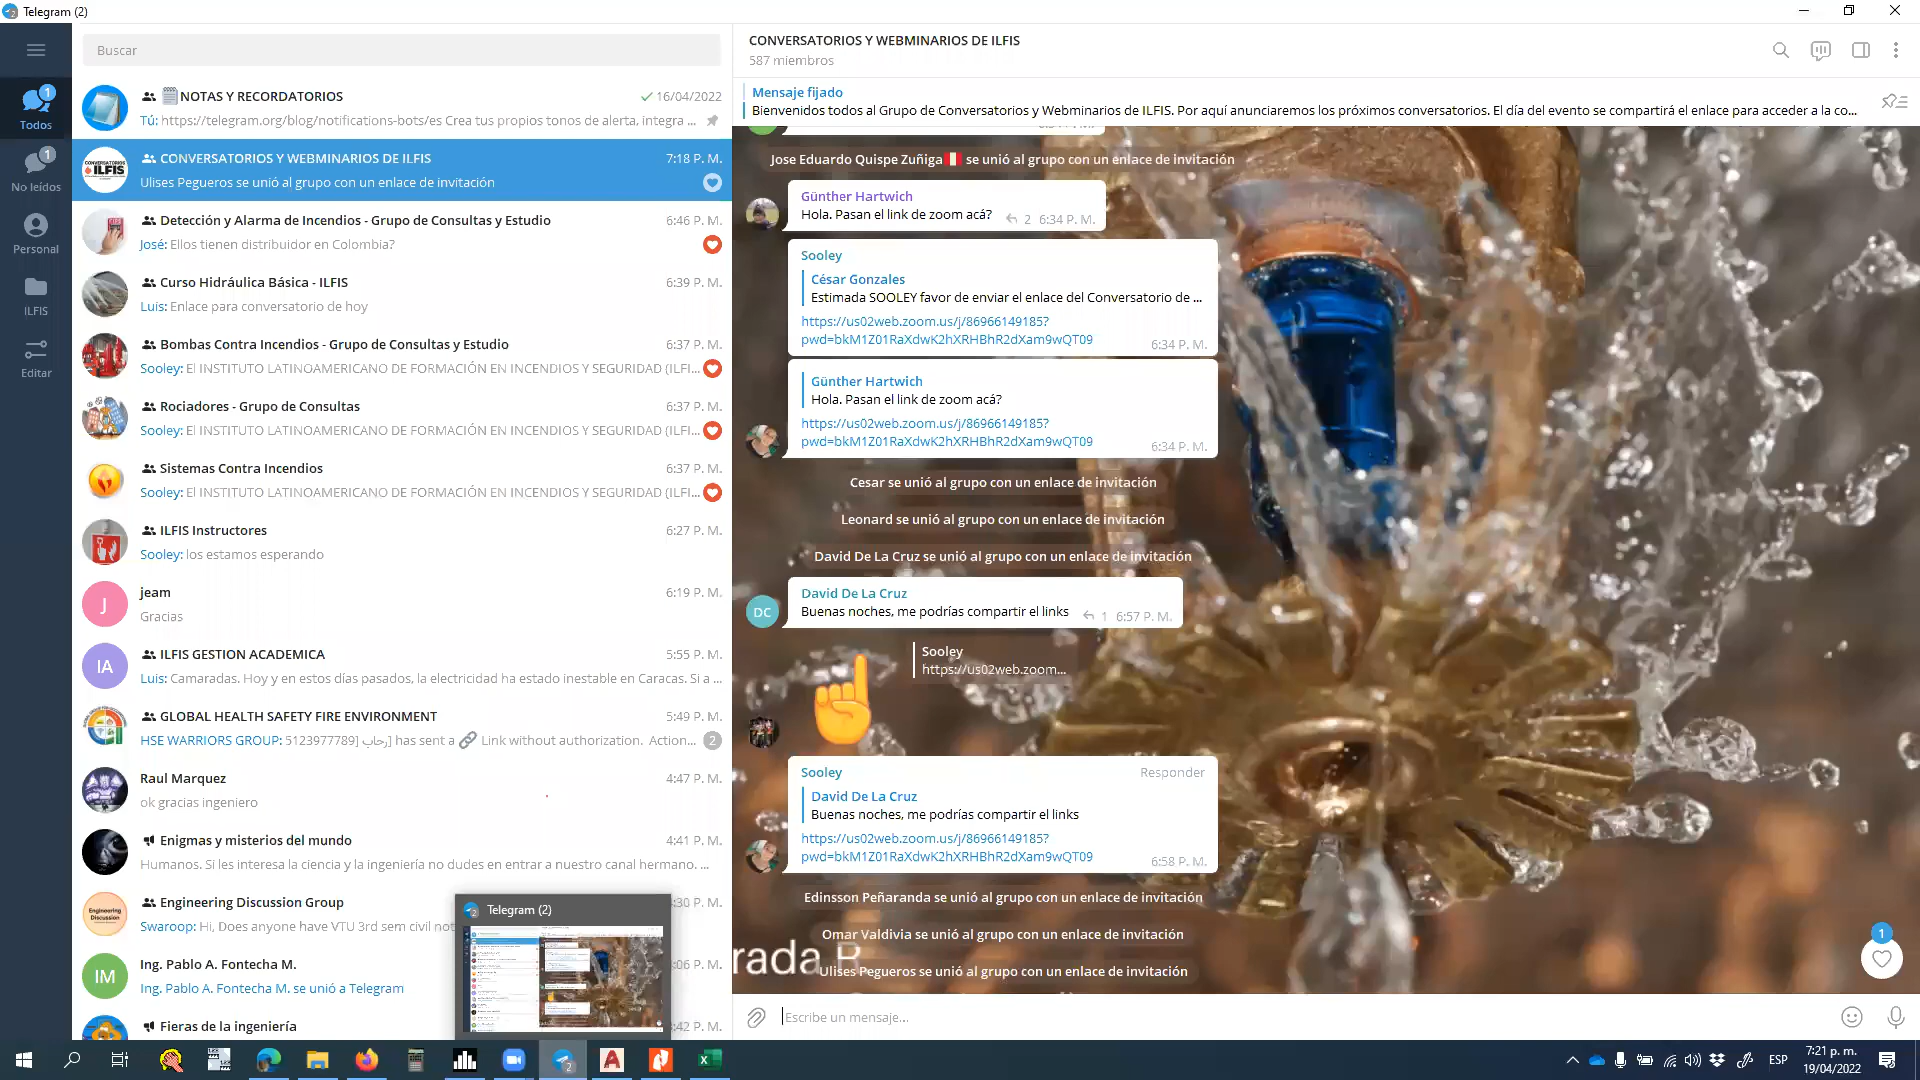 Telegram (2)
Buscar
Todos
1
No leídos
1
Personal
ILFIS
Editar
NOTAS Y RECORDATORIOS
16/04/2022
Tú: https://telegram.org/blog/notifications-bots/es Crea tus propios tonos de alerta, integra ...
CONVERSATORIOS Y WEBMINARIOS DE ILFIS
7:18 P. M.
Ulises Pegueros se unió al grupo con un enlace de invitación
Detección y Alarma de Incendios - Grupo de Consultas y Estudio
6:46 P. M.
José: Ellos tienen distribuidor en Colombia?
Curso Hidráulica Básica - ILFIS
6:39 P. M.
Luis: Enlace para conversatorio de hoy
Bombas Contra Incendios - Grupo de Consultas y Estudio
6:37 P. M.
Sooley: El INSTITUTO LATINOAMERICANO DE FORMACIÓN EN INCENDIOS Y SEGURIDAD (ILFI...
Rociadores - Grupo de Consultas
6:37 P. M.
Sooley: El INSTITUTO LATINOAMERICANO DE FORMACIÓN EN INCENDIOS Y SEGURIDAD (ILFI...
Sistemas Contra Incendios
6:37 P. M.
Sooley: El INSTITUTO LATINOAMERICANO DE FORMACIÓN EN INCENDIOS Y SEGURIDAD (ILFI...
ILFIS Instructores
6:27 P. M.
Sooley: los estamos esperando
J
jeam
6:19 P. M.
Gracias
IA
ILFIS GESTION ACADEMICA
5:55 P. M.
Luis: Camaradas. Hoy y en estos días pasados, la electricidad ha estado inestable en Caracas. Si a ...
GLOBAL HEALTH SAFETY FIRE ENVIRONMENT
5:49 P. M.
HSE WARRIORS GROUP: 5123977789] رحاب] has sent a 🔗 Link without authorization. Action...
2
Raul Marquez
4:47 P. M.
ok gracias ingeniero
Enigmas y misterios del mundo
4:41 P. M.
Humanos. Si les interesa la ciencia y la ingeniería no dudes en entrar a nuestro canal hermano. ...
Engineering Discussion Group
:30 P. M.
Swaroop: Hi, Does anyone have VTU 3rd sem civil not
IM
Ing. Pablo A. Fontecha M.
:06 P. M.
Ing. Pablo A. Fontecha M. se unió a Telegram
Fieras de la ingeniería
:42 P. M.
Telegram (2)
CONVERSATORIOS Y WEBMINARIOS DE ILFIS
587 miembros
Mensaje fijado
Bienvenidos todos al Grupo de Conversatorios y Webminarios de ILFIS. Por aquí anunciaremos los próximos conversatorios. El día del evento se compartirá el enlace para acceder a la co...
Jose Eduardo Quispe Zuñiga se unió al grupo con un enlace de invitación
Günther Hartwich
Hola. Pasan el link de zoom acá?
2 6:34 P. M.
Sooley
César Gonzales
Estimada SOOLEY favor de enviar el enlace del Conversatorio de ...
https://us02web.zoom.us/j/86966149185?
pwd=bkM1Z01RaXdwK2hXRHBhR2dXam9wQT09
6:34 P. M.
Günther Hartwich
Hola. Pasan el link de zoom acá?
https://us02web.zoom.us/j/86966149185?
pwd=bkM1Z01RaXdwK2hXRHBhR2dXam9wQT09
6:34 P. M.
Cesar se unió al grupo con un enlace de invitación
Leonard se unió al grupo con un enlace de invitación
David De La Cruz se unió al grupo con un enlace de invitación
DC
David De La Cruz
Buenas noches, me podrías compartir el links
1 6:57 P. M.
Sooley
https://us02web.zoom...
Sooley
Responder
David De La Cruz
Buenas noches, me podrías compartir el links
https://us02web.zoom.us/j/86966149185?
pwd=bkM1Z01RaXdwK2hXRHBhR2dXam9wQT09
6:58 P. M.
Edinsson Peñaranda se unió al grupo con un enlace de invitación
Omar Valdivia se unió al grupo con un enlace de invitación
Ulises Pegueros se unió al grupo con un enlace de invitación
rada R
1
Escribe un mensaje...
ESP
7:21 p. m.
19/04/2022